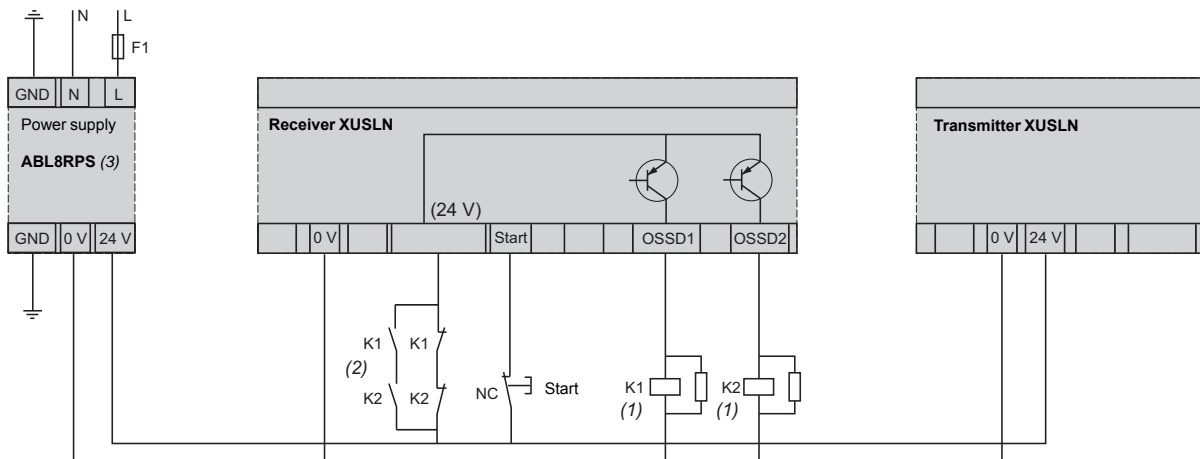 N L
F1
GND N L
Power supply
ABL8RPS (3)
GND 0 V 24 V
Receiver XUSLN
(24 V)
0 V Start OSSD1 OSSD2
Transmitter XUSLN
0 V 24 V
K1 K1
(2)
K2 K2
NC Start
K1
(1)
K2
(1)